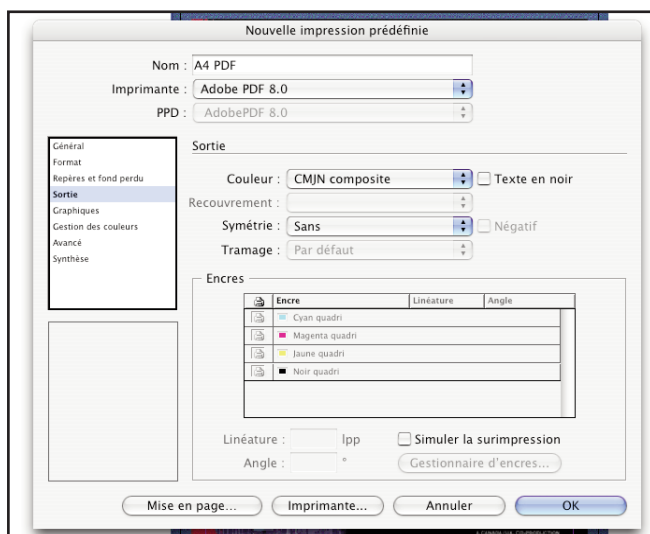 Nouvelle impression prédéfinie
Nom : A4 PDF
Imprimante : Adobe PDF 8.0
PPD : AdobePDF 8.0
Général
Format
Repères et fond perdu
Sortie
Graphiques
Gestion des couleurs
Avancé
Synthèse
Sortie
Couleur : CMJN composite Texte en noir
Recouvrement :
Symétrie : Sans Négatif
Tramage : Par défaut
Encres
Encre Linéature Angle
Cyan quadri
Magenta quadri
Jaune quadri
Noir quadri
Linéature : lpp Simuler la surimpression
Angle : ° Gestionnaire d'encres...
Mise en page... Imprimante... Annuler OK